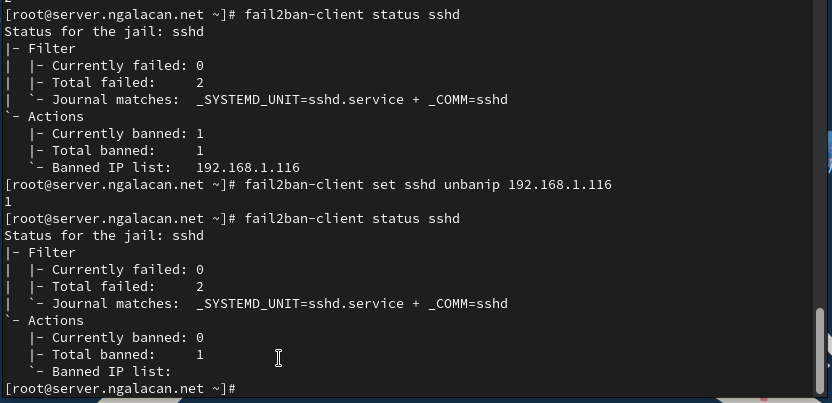 [root@server.ngalacan.net ~]# fail2ban-client status sshd
Status for the jail: sshd
|- Filter
|  |- Currently failed: 0
|  |- Total failed:     2
|  `- Journal matches:  _SYSTEMD_UNIT=sshd.service + _COMM=sshd
`- Actions
   |- Currently banned: 1
   |- Total banned:     1
   `- Banned IP list:   192.168.1.116
[root@server.ngalacan.net ~]# fail2ban-client set sshd unbanip 192.168.1.116
1
[root@server.ngalacan.net ~]# fail2ban-client status sshd
Status for the jail: sshd
|- Filter
|  |- Currently failed: 0
|  |- Total failed:     2
|  `- Journal matches:  _SYSTEMD_UNIT=sshd.service + _COMM=sshd
`- Actions
   |- Currently banned: 0
   |- Total banned:     1
   `- Banned IP list:
[root@server.ngalacan.net ~]#